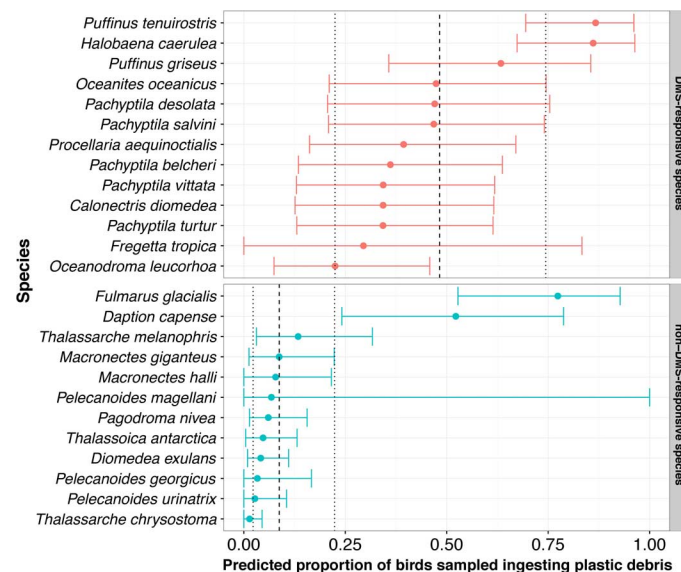 Puffinus tenuirostris
Halobaena caerulea
Puffinus griseus
Oceanites oceanicus
Pachyptila desolata
Pachyptila salvini
Procellaria aequinoctialis
Pachyptila belcheri
Pachyptila vittata
Calonectris diomedea
Pachyptila turtur
Fregetta tropica
Oceanodroma leucorhoa
DMS-responsive species
Species
Fulmarus glacialis
Daption capense
Thalassarche melanophris
Macronectes giganteus
Macronectes halli
Pelecanoides magellani
Pagodroma nivea
Thalassoica antarctica
Diomedea exulans
Pelecanoides georgicus
Pelecanoides urinatrix
Thalassarche chrysostoma
non-DMS-responsive species
0.00 0.25 0.50 0.75 1.00
Predicted proportion of birds sampled ingesting plastic debris